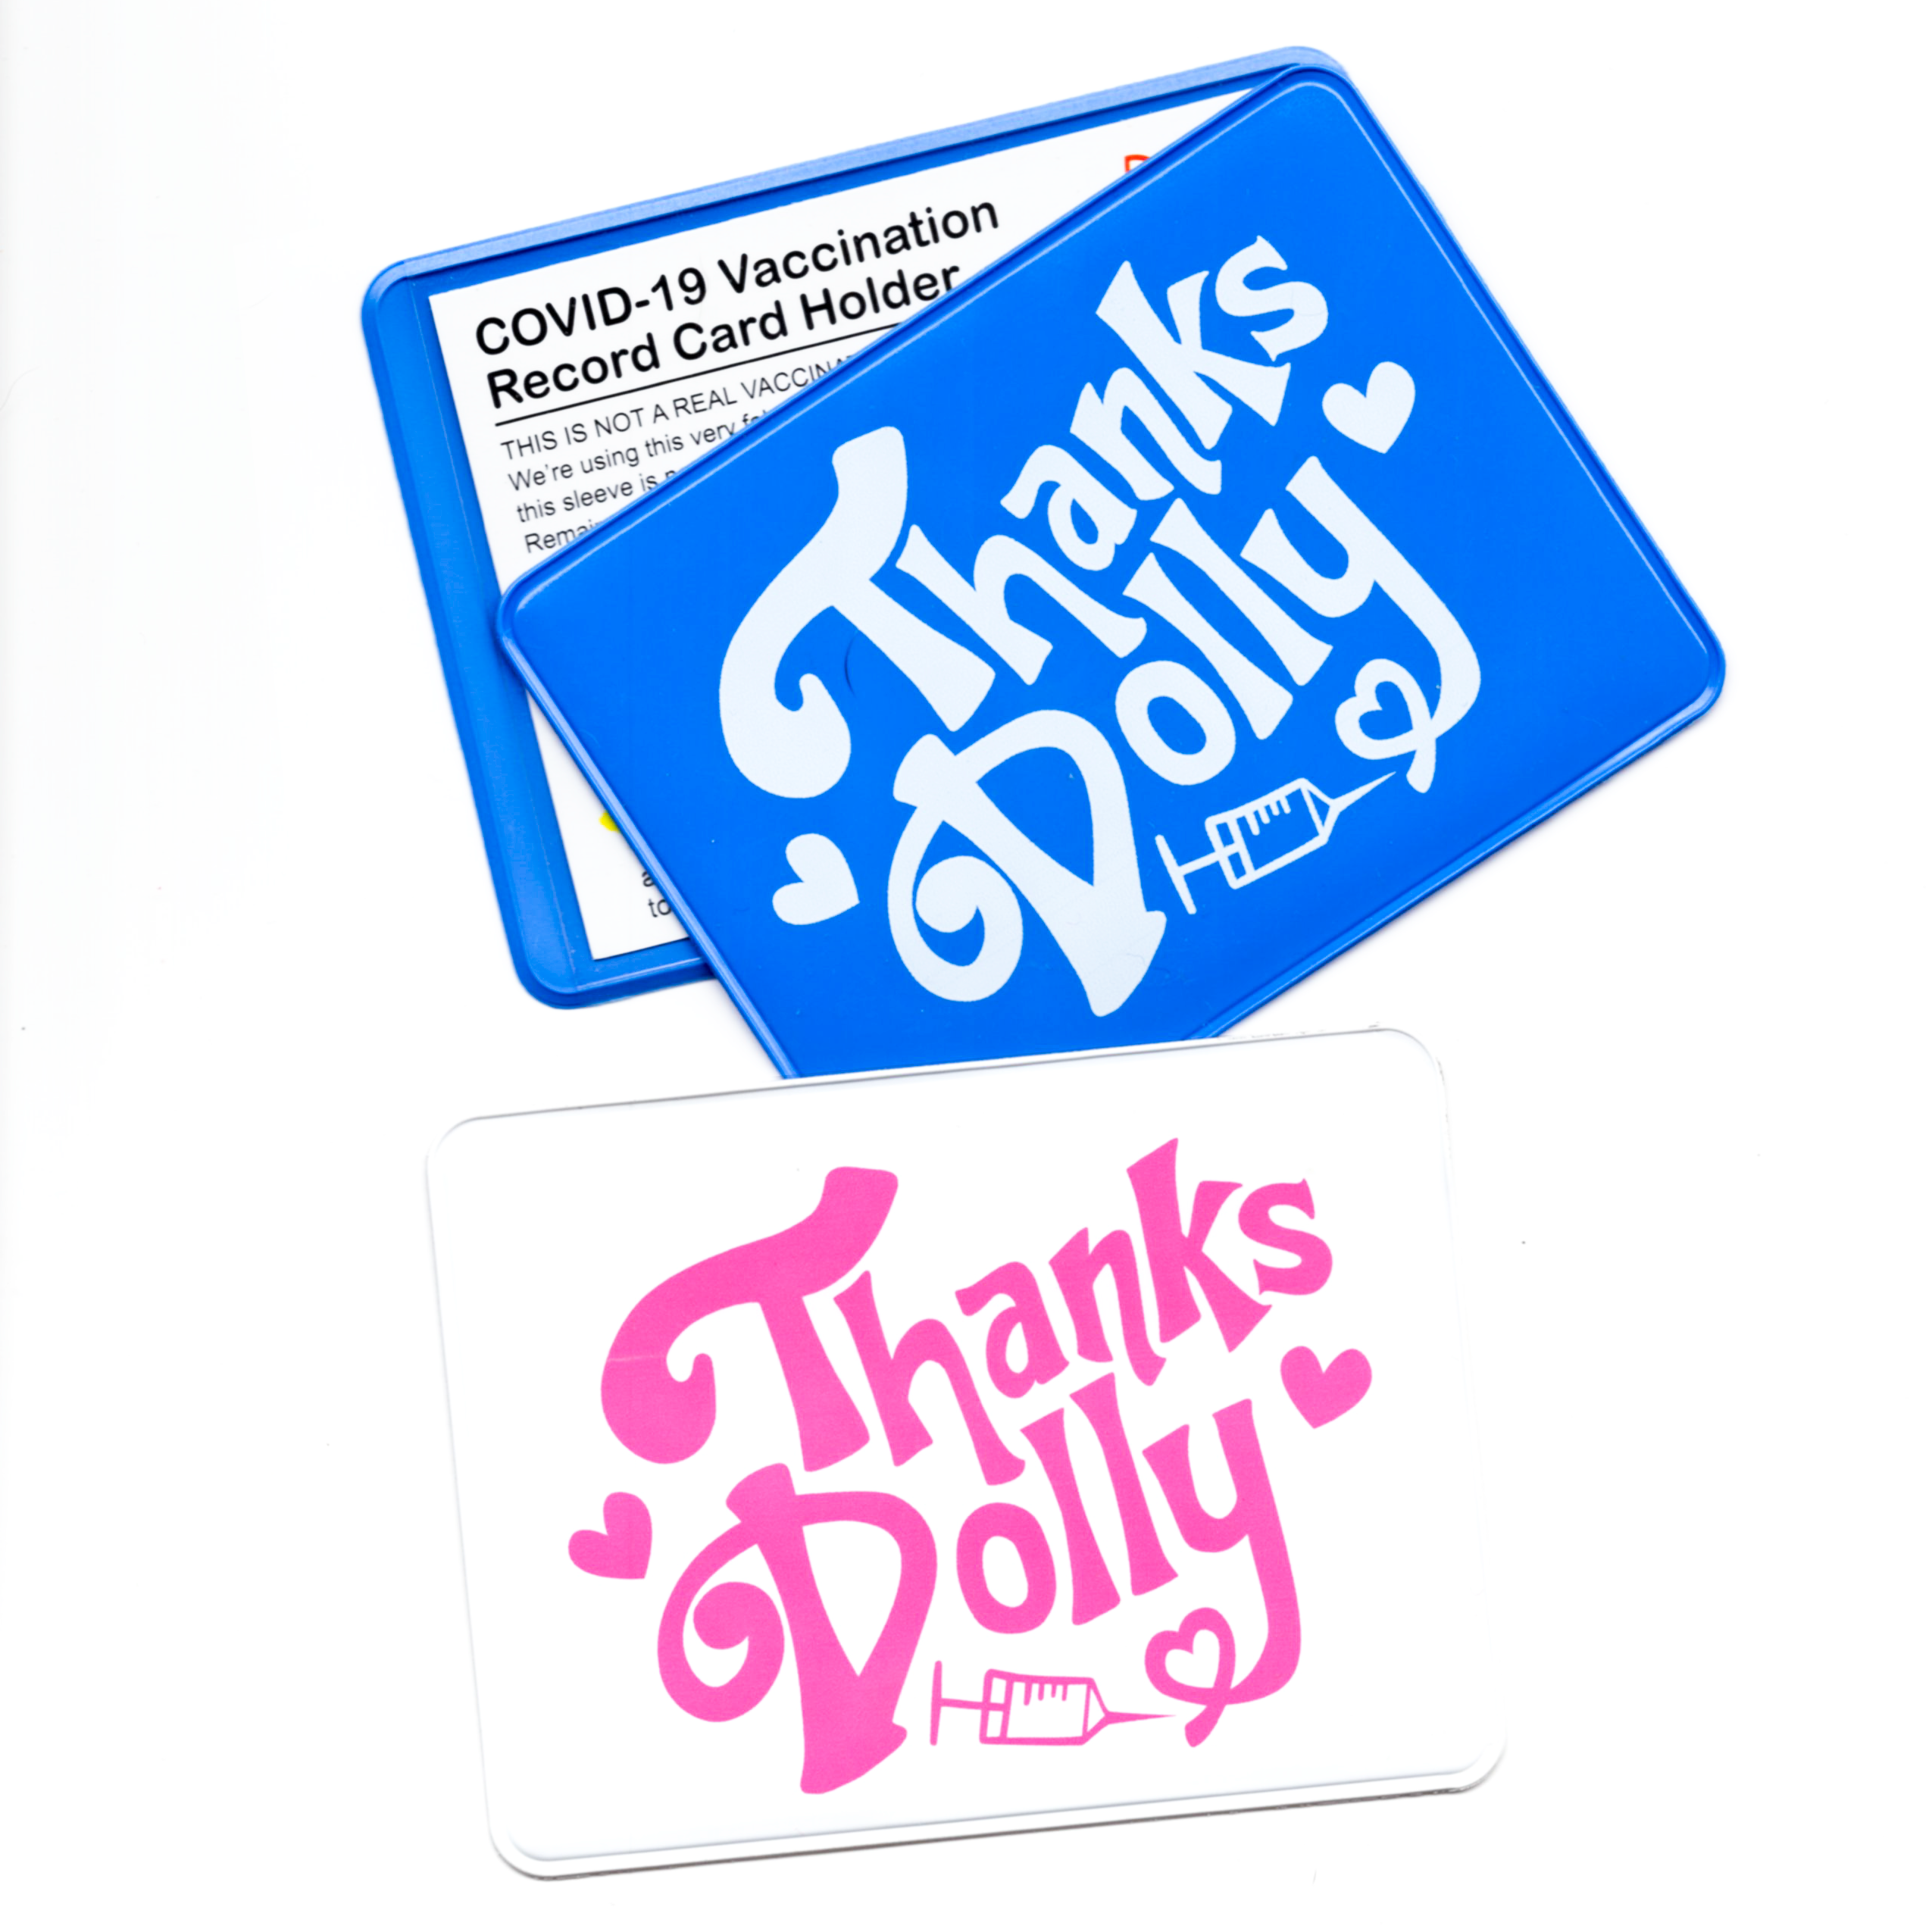 COVID-19 Vaccination
Record Card Holder
THIS IS NOT A REAL
We're using this very
this sleeve is
to
Thanks
Dolly
Thanks
Dolly